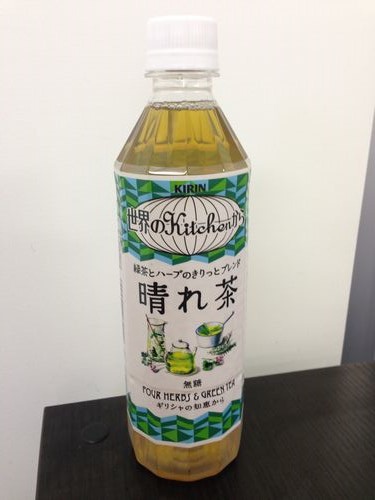 KIRIN
世界のKitchenから
緑茶とハーブのきりっとブレンド
晴れ茶
無糖
FOUR HERBS & GREEN TEA
ギリシャの知恵から